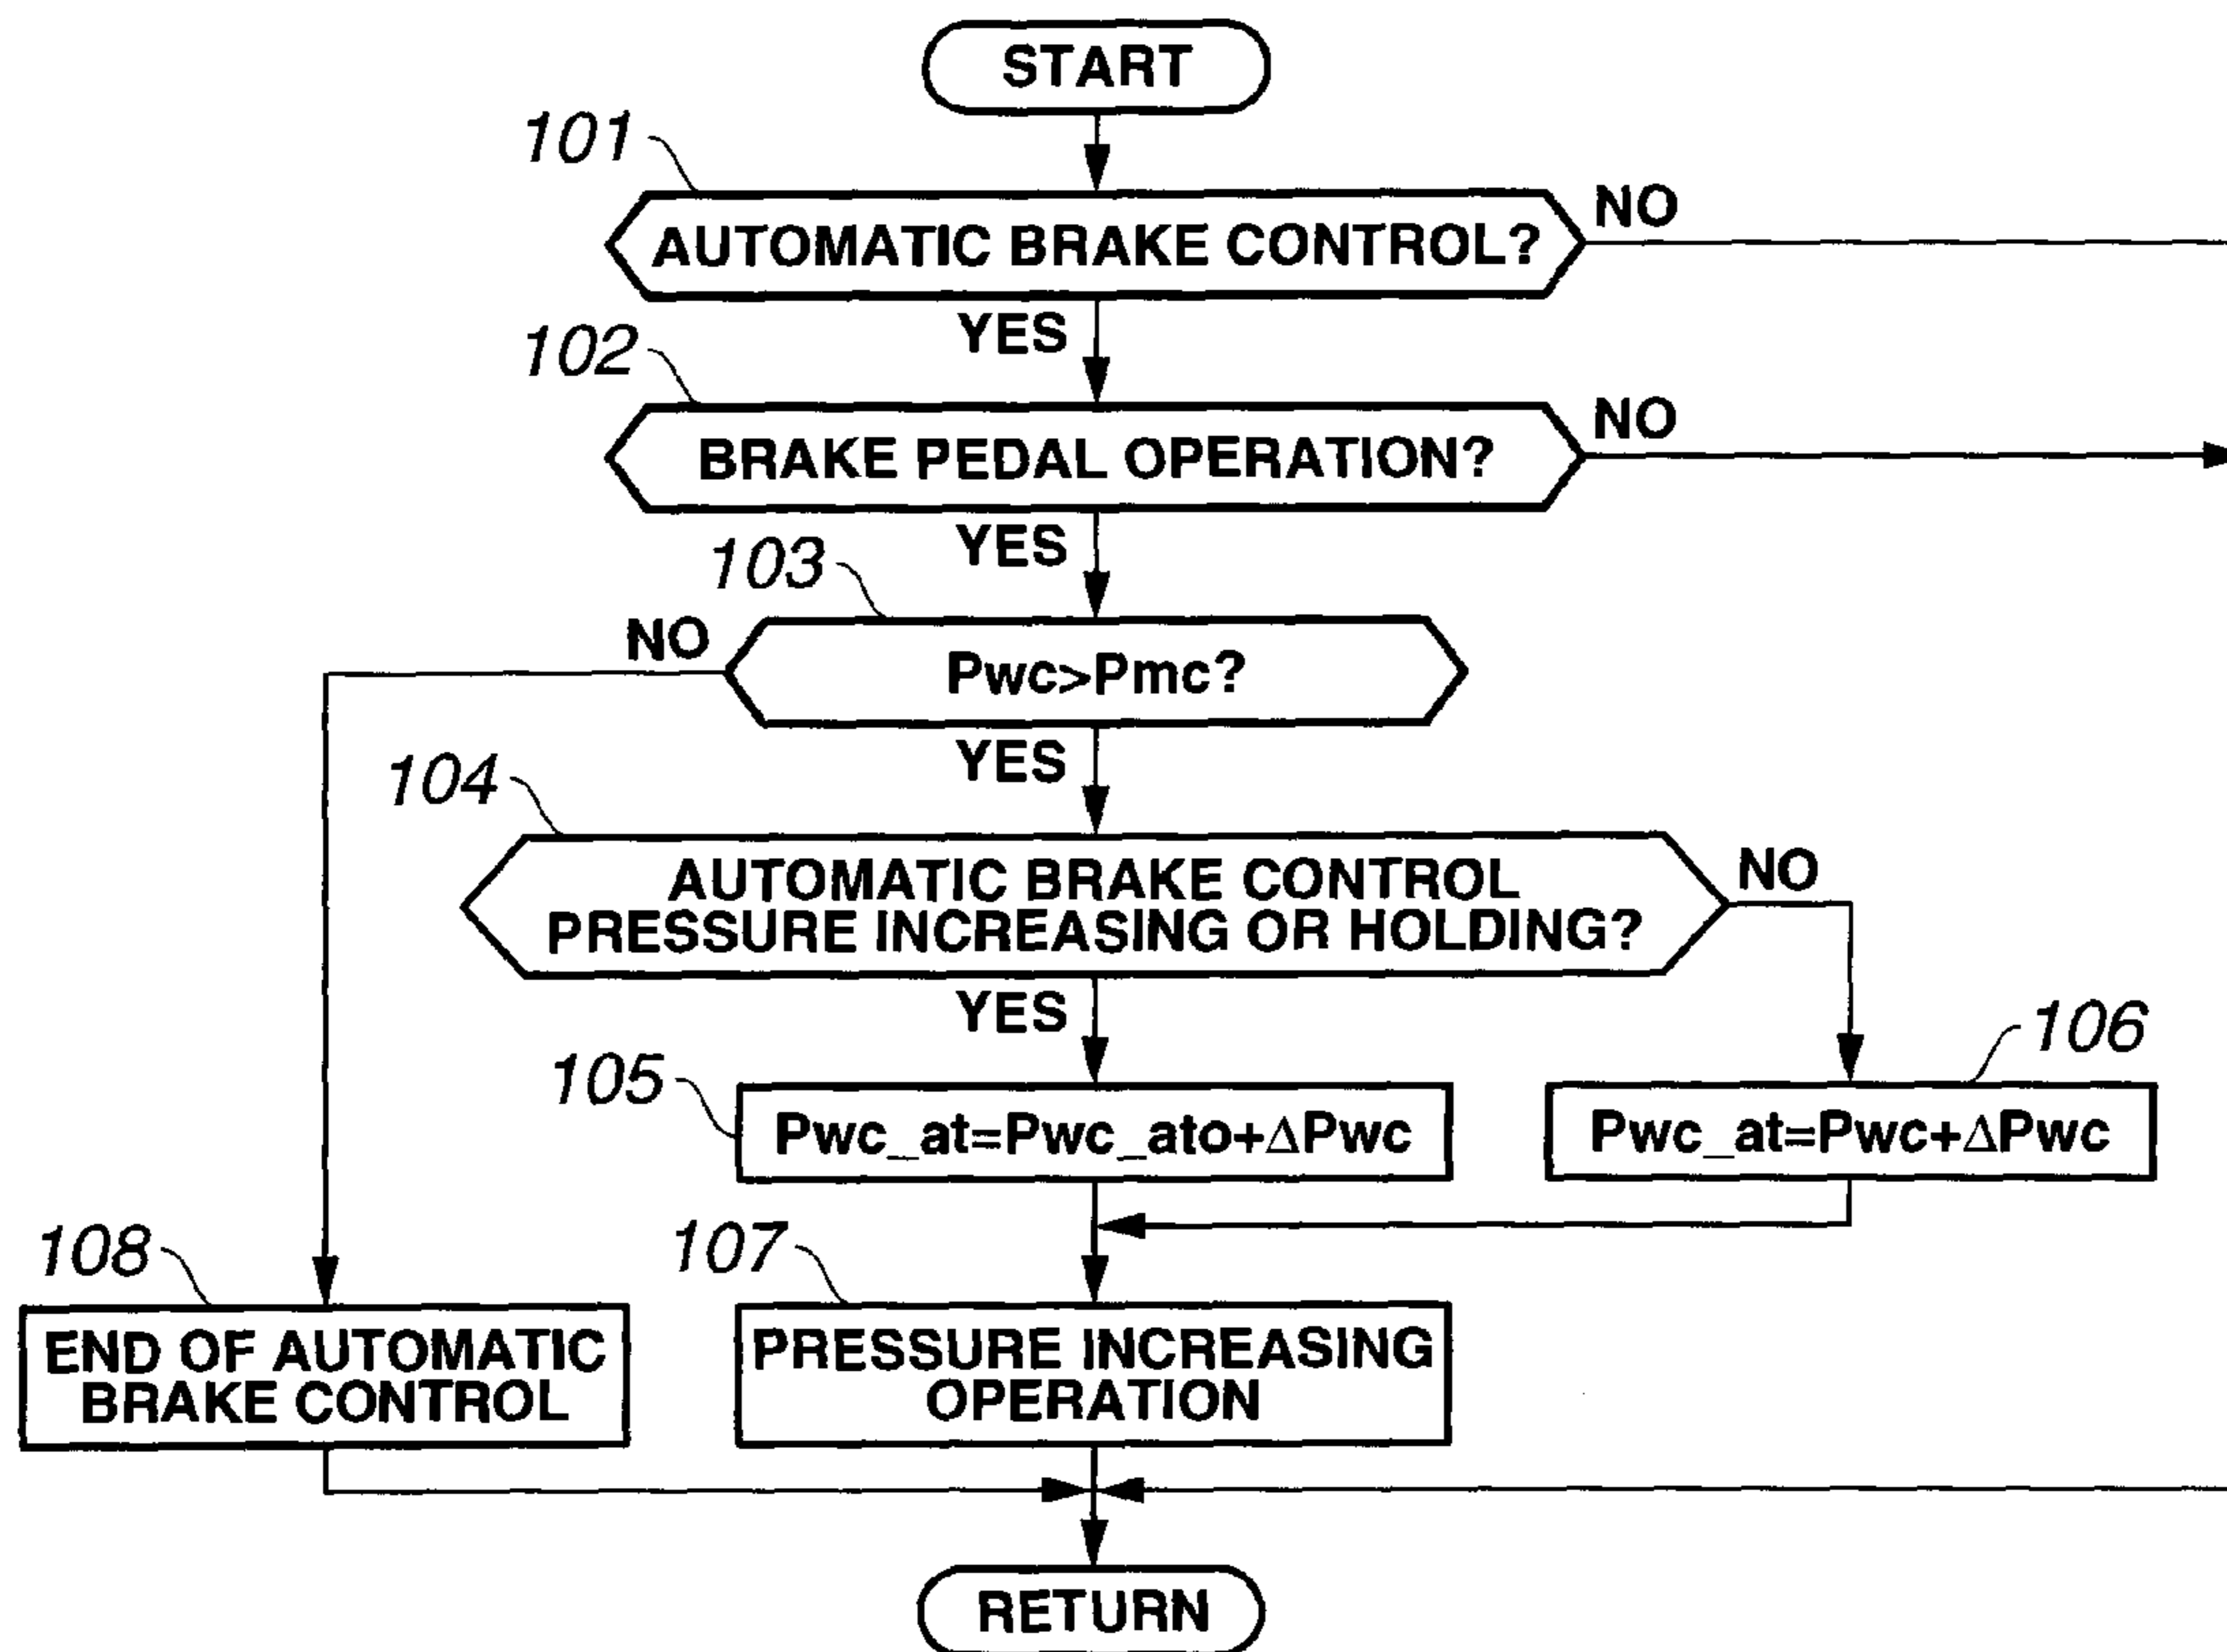 START
101
AUTOMATIC BRAKE CONTROL?
NO
YES
102
BRAKE PEDAL OPERATION?
NO
YES
103
NO
Pwc>Pmc?
YES
104
AUTOMATIC BRAKE CONTROL
PRESSURE INCREASING OR HOLDING?
NO
YES
105
Pwc_at=Pwc_ato+ΔPwc
106
Pwc_at=Pwc+ΔPwc
108
END OF AUTOMATIC
BRAKE CONTROL
107
PRESSURE INCREASING
OPERATION
RETURN